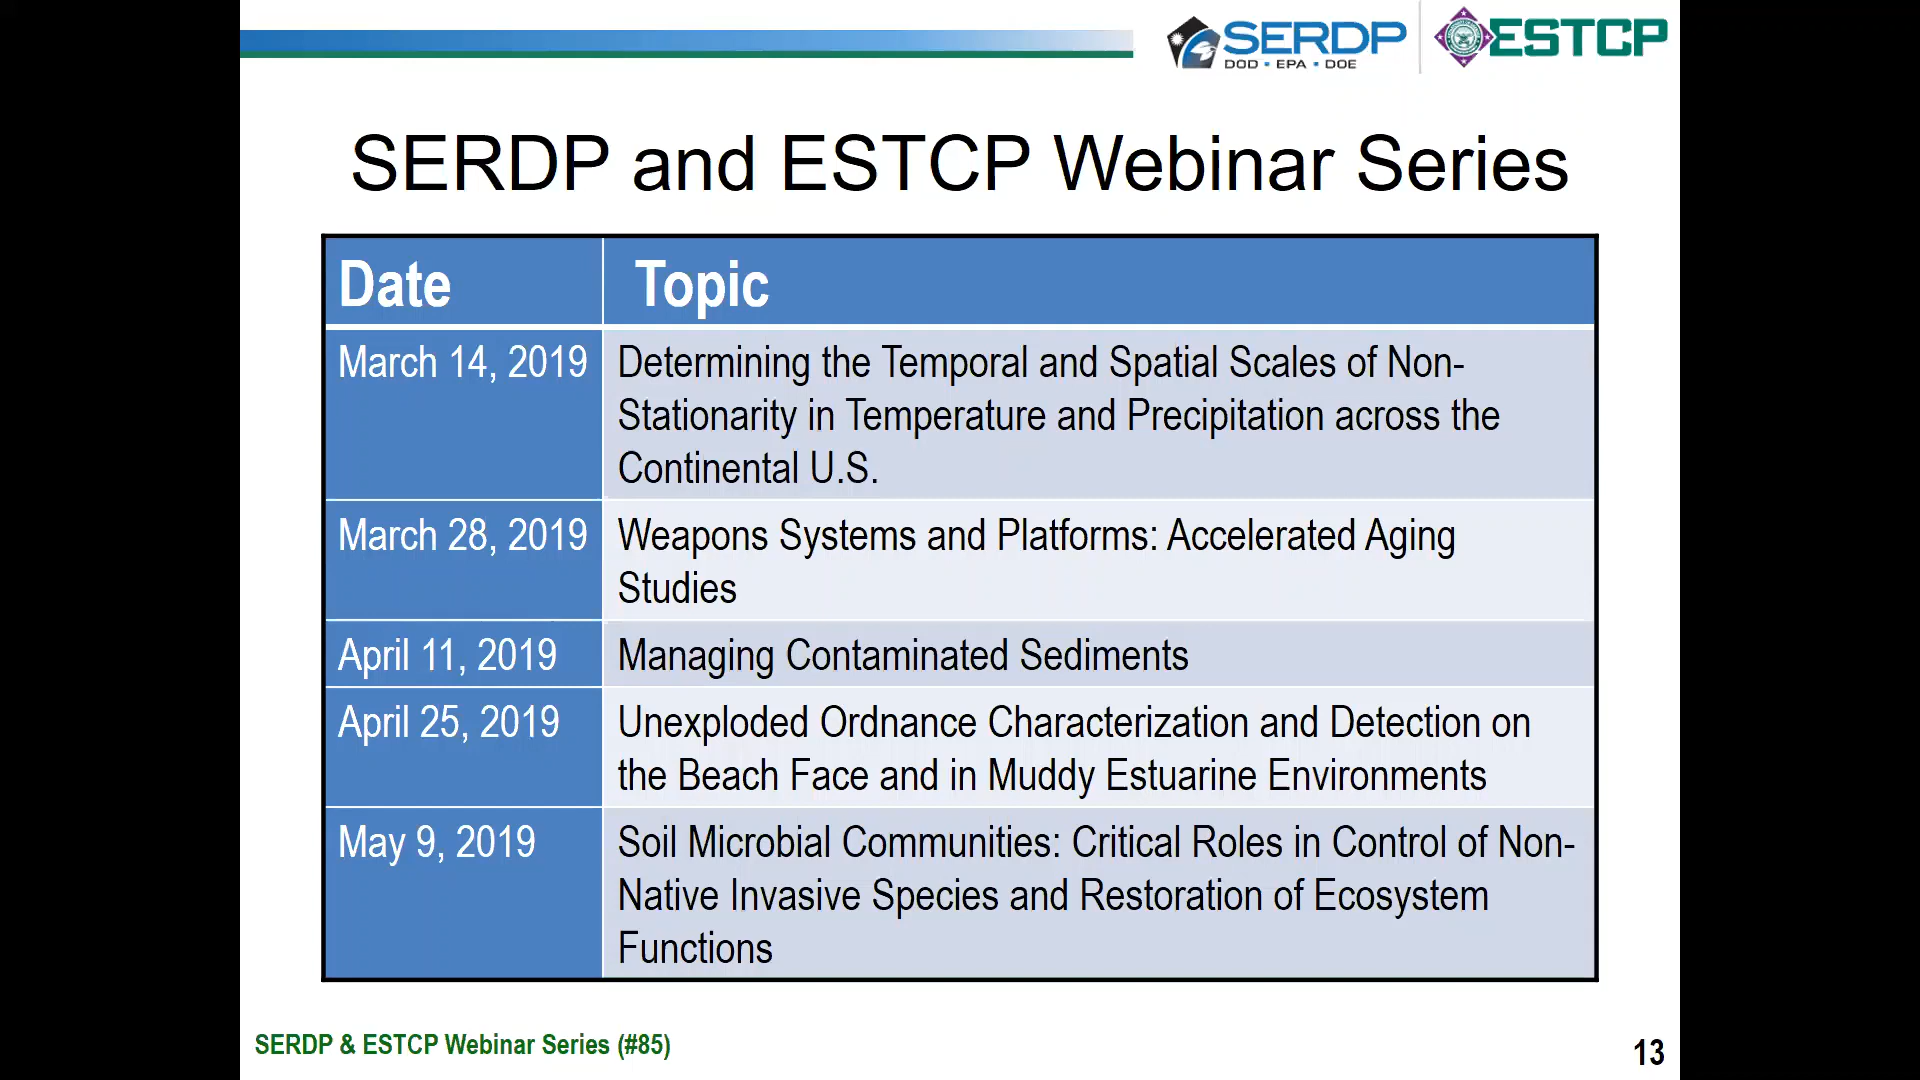 SERDP
DOD • EPA • DOE
ESTCP
SERDP and ESTCP Webinar Series
Date
Topic
March 14, 2019
Determining the Temporal and Spatial Scales of Non-
Stationarity in Temperature and Precipitation across the
Continental U.S.
March 28, 2019
Weapons Systems and Platforms: Accelerated Aging
Studies
April 11, 2019
Managing Contaminated Sediments
April 25, 2019
Unexploded Ordnance Characterization and Detection on
the Beach Face and in Muddy Estuarine Environments
May 9, 2019
Soil Microbial Communities: Critical Roles in Control of Non-
Native Invasive Species and Restoration of Ecosystem
Functions
SERDP & ESTCP Webinar Series (#85)
13